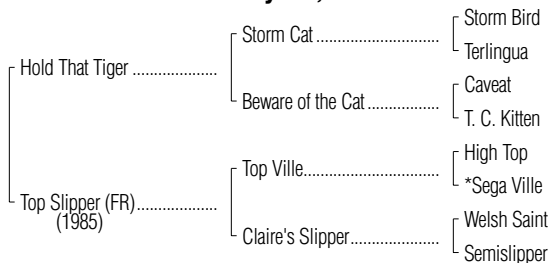 Storm Bird
Storm Cat
Terlingua
Hold That Tiger
Caveat
Beware of the Cat
T. C. Kitten
High Top
Top Ville
*Sega Ville
Top Slipper (FR)
(1985)
Welsh Saint
Claire's Slipper
Semislipper